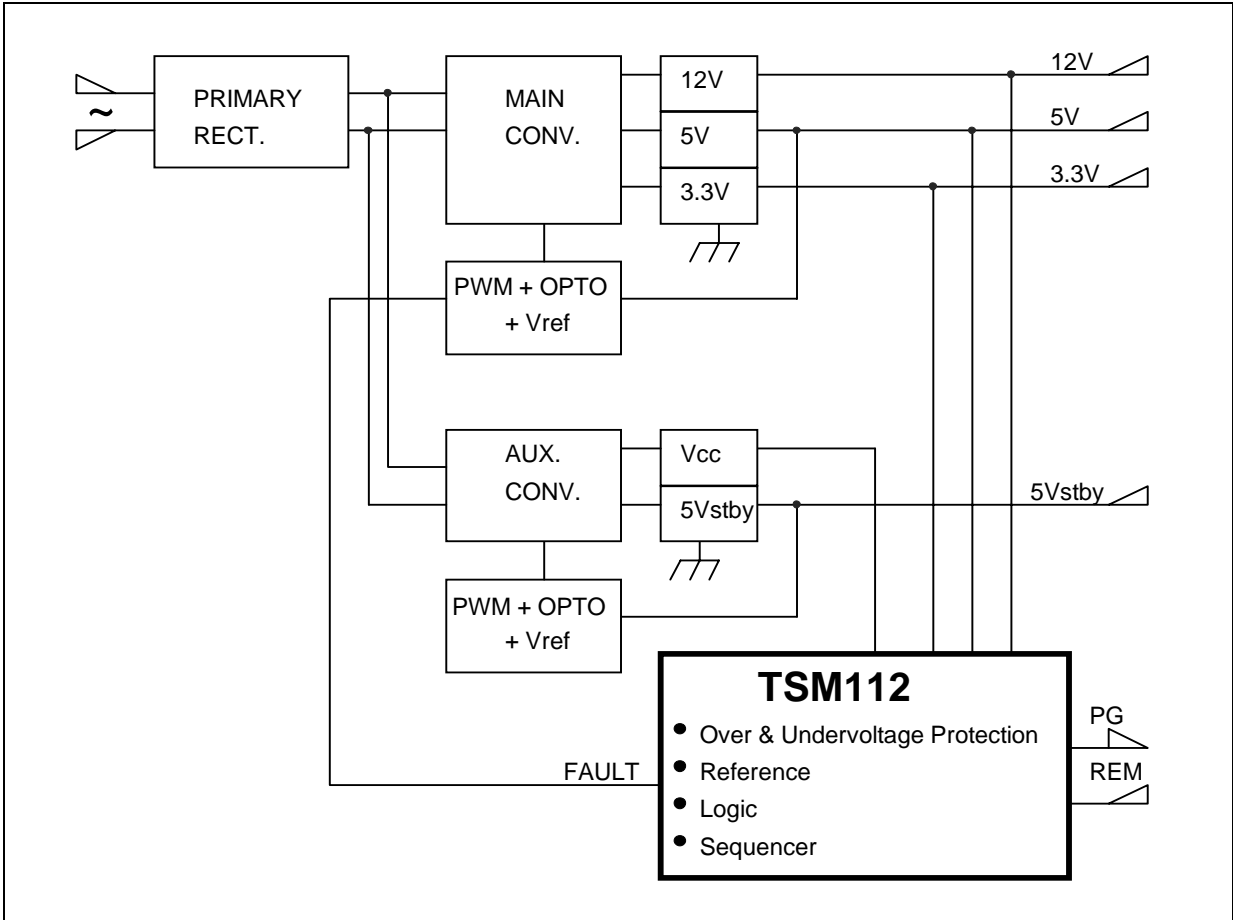 12V
12V
~
PRIMARY
RECT.
MAIN
CONV.
5V
5V
3.3V
3.3V
PWM + OPTO
+ Vref
AUX.
CONV.
Vcc
5Vstby
5Vstby
PWM + OPTO
+ Vref
TSM112
• Over & Undervoltage Protection
• Reference
• Logic
• Sequencer
FAULT
PG
REM